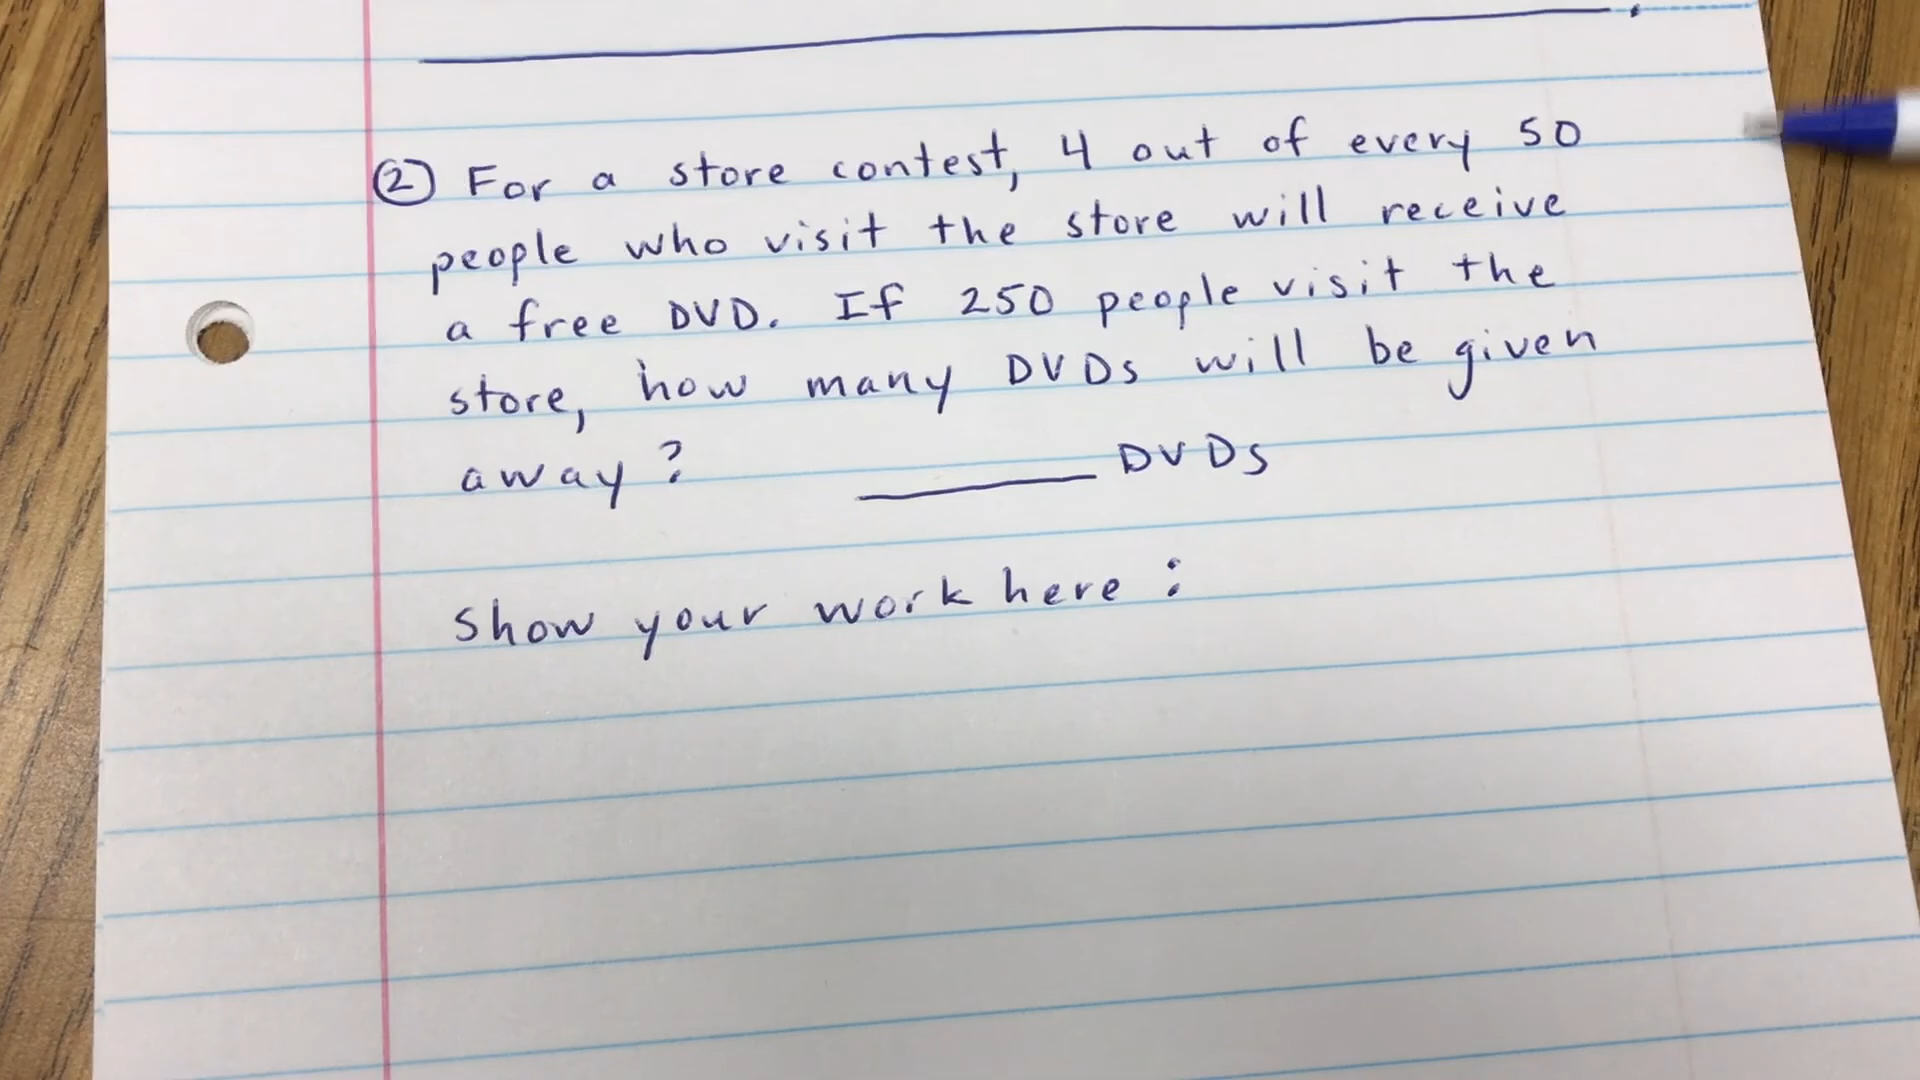 ② For a store contest, 4 out of every 50
people who visit the store will receive
a free DVD. If 250 people visit the
store, how many DVDs will be given
away? ______ DVDs
Show your work here: